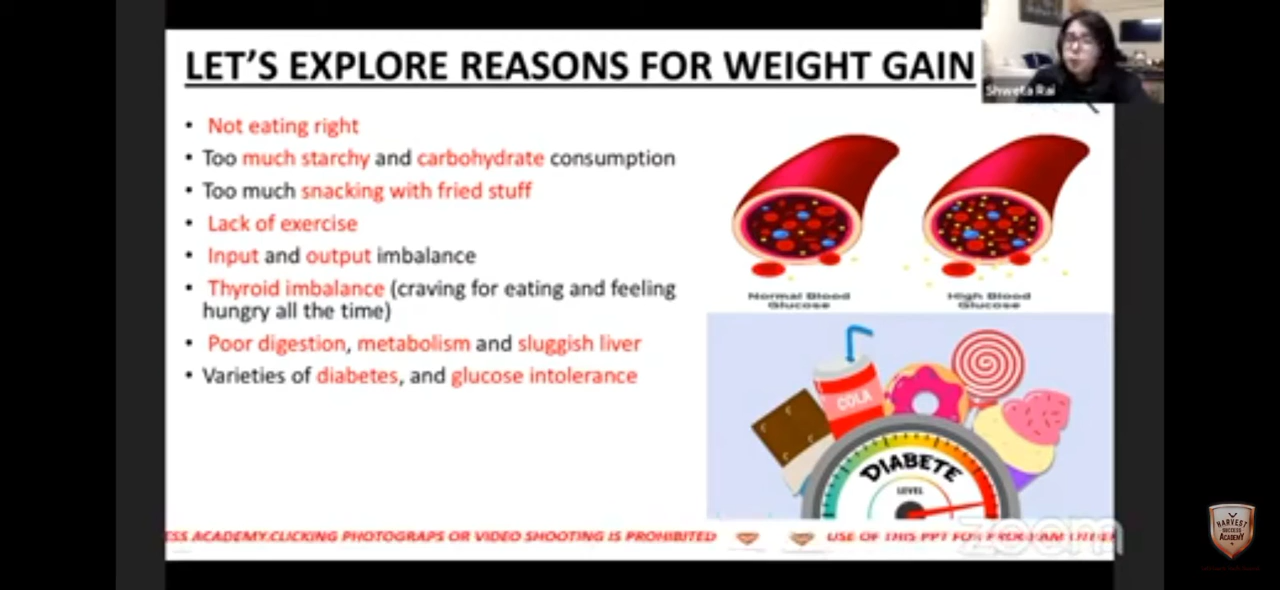 LET'S EXPLORE REASONS FOR WEIGHT GAIN
Shweta Rai
• Not eating right
• Too much starchy and carbohydrate consumption
• Too much snacking with fried stuff
• Lack of exercise
• Input and output imbalance
• Thyroid imbalance (craving for eating and feeling
hungry all the time)
• Poor digestion, metabolism and sluggish liver
• Varieties of diabetes, and glucose intolerance
Normal Blood
Glucose
High Blood
Glucose
COLA
DIABETE
LEVEL
zoom
ESS ACADEMY.CLICKING PHOTOGRAPS OR VIDEO SHOOTING IS PROHIBITED
USE OF THIS PPT FOR PROGRAM
HARVEST
SUCCESS
ACADEMY